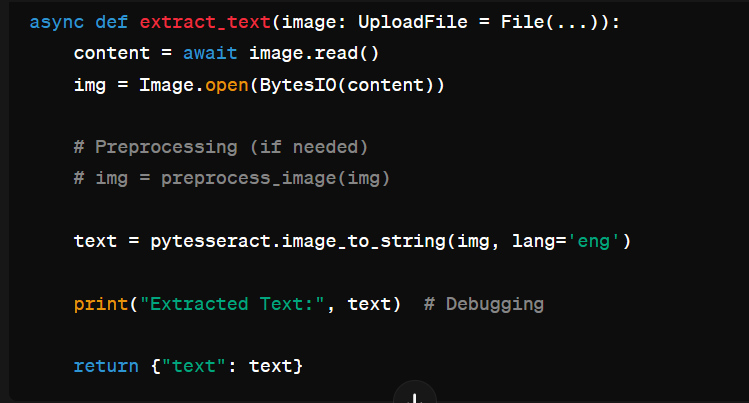 async def extract_text(image: UploadFile = File(...)):
    content = await image.read()
    img = Image.open(BytesIO(content))

    # Preprocessing (if needed)
    # img = preprocess_image(img)

    text = pytesseract.image_to_string(img, lang='eng')

    print("Extracted Text:", text)  # Debugging

    return {"text": text}